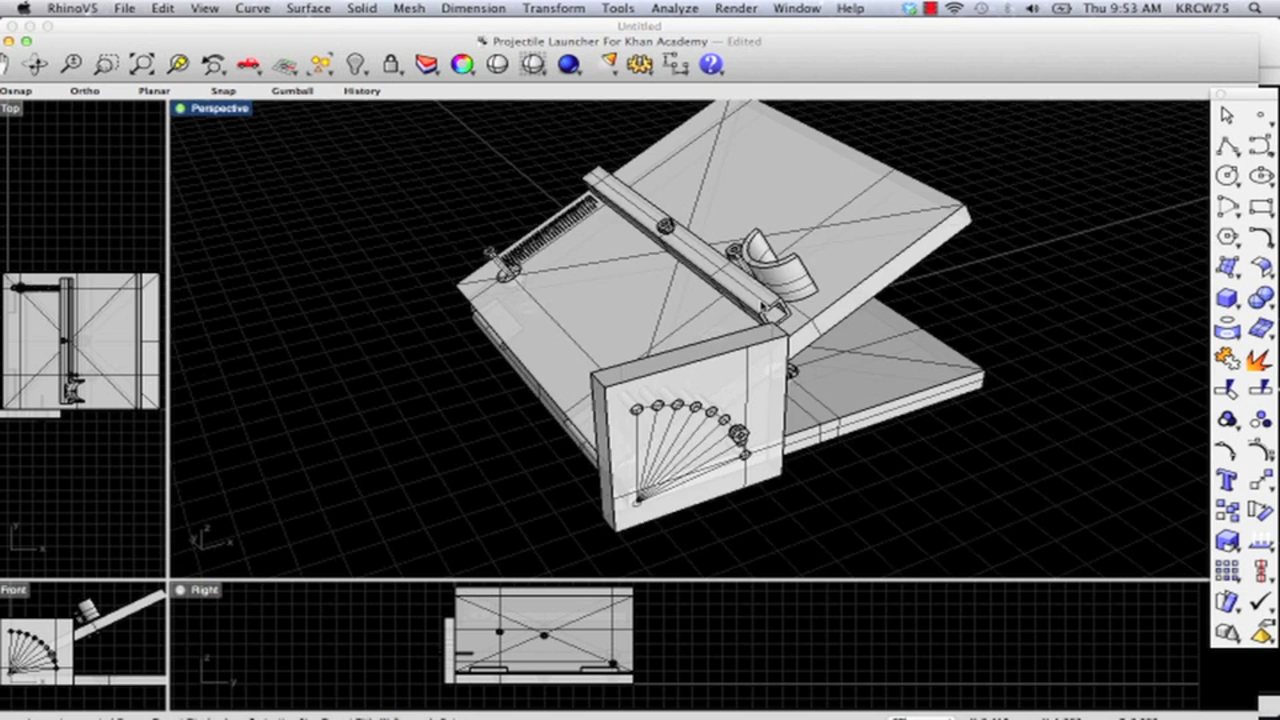 RhinoVS File Edit View Curve Surface Solid Mesh Dimension Transform Tools Analyze Render Window Help Thu 9:53 AM KRCW75
Untitled
Projectile Launcher For Khan Academy — Edited
Osnap Ortho Planar Snap Gumball History
Top
Perspective
Front
Right